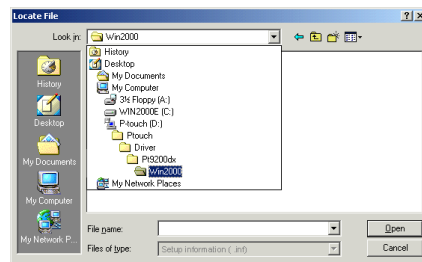 Locate File
Look in:
Win2000
History
Desktop
My Documents
My Computer
3½ Floppy (A:)
WIN2000E (C:)
P-touch (D:)
Ptouch
Driver
Pt9200dx
Win2000
My Network Places
History
Desktop
My Documents
My Computer
My Network P...
File name:
Open
Files of type:
Setup information (.inf)
Cancel